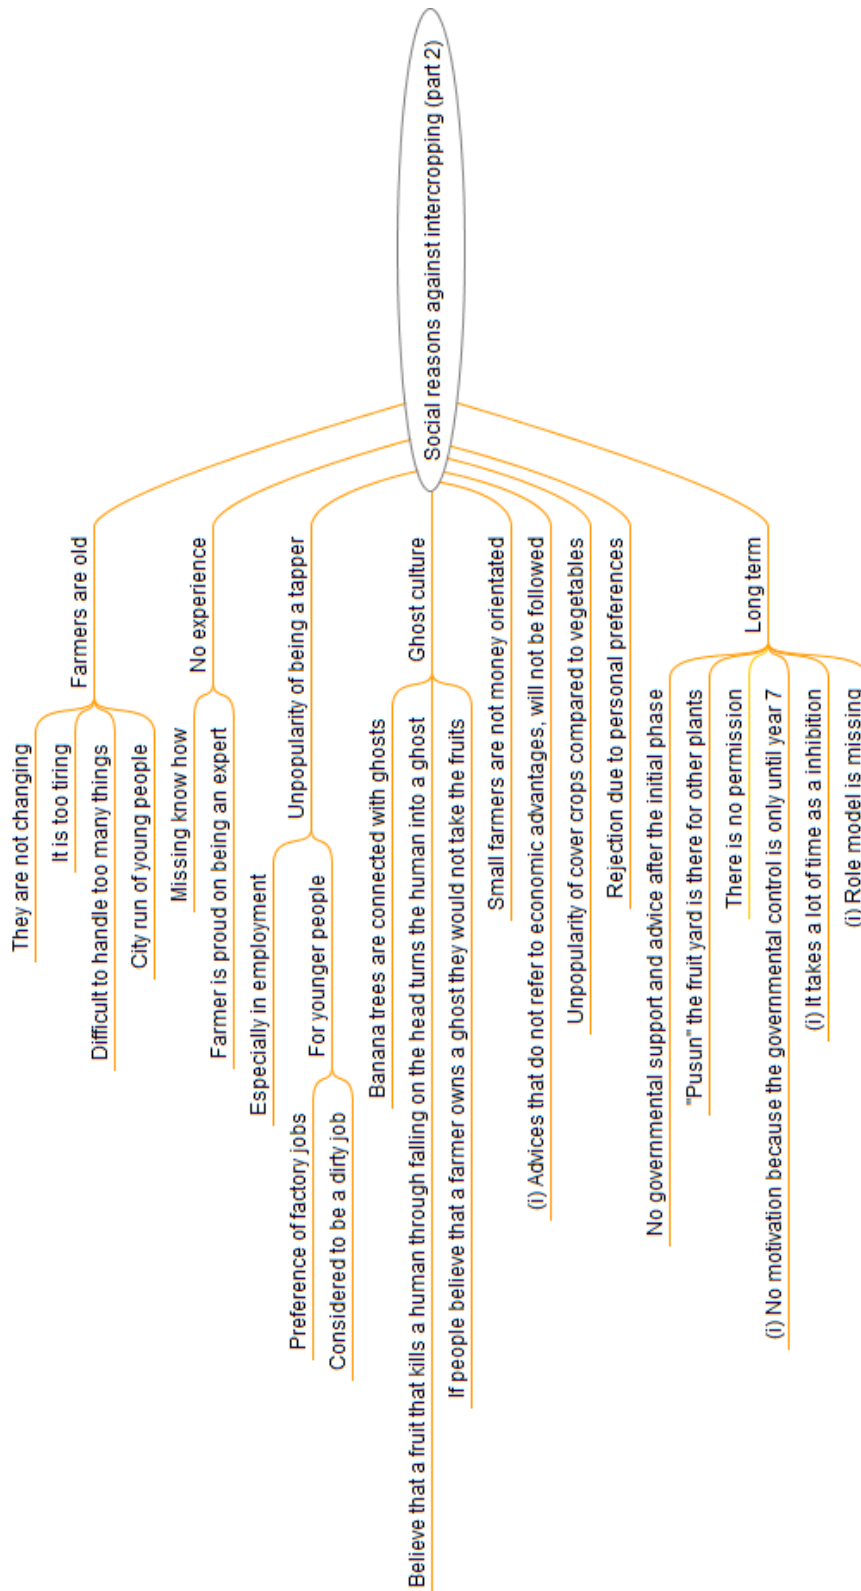 Social reasons against intercropping (part 2)
Farmers are old
They are not changing
It is too tiring
Difficult to handle too many things
City run of young people
No experience
Missing know how
Farmer is proud on being an expert
Unpopularity of being a tapper
Especially in employment
For younger people
Preference of factory jobs
Considered to be a dirty job
Ghost culture
Banana trees are connected with ghosts
Believe that a fruit that kills a human through falling on the head turns the human into a ghost
If people believe that a farmer owns a ghost they would not take the fruits
Small farmers are not money orientated
(i) Advices that do not refer to economic advantages, will not be followed
Unpopularity of cover crops compared to vegetables
Rejection due to personal preferences
Long term
No governmental support and advice after the initial phase
"Pusun" the fruit yard is there for other plants
There is no permission
(i) No motivation because the governmental control is only until year 7
(i) It takes a lot of time as a inhibition
(i) Role model is missing